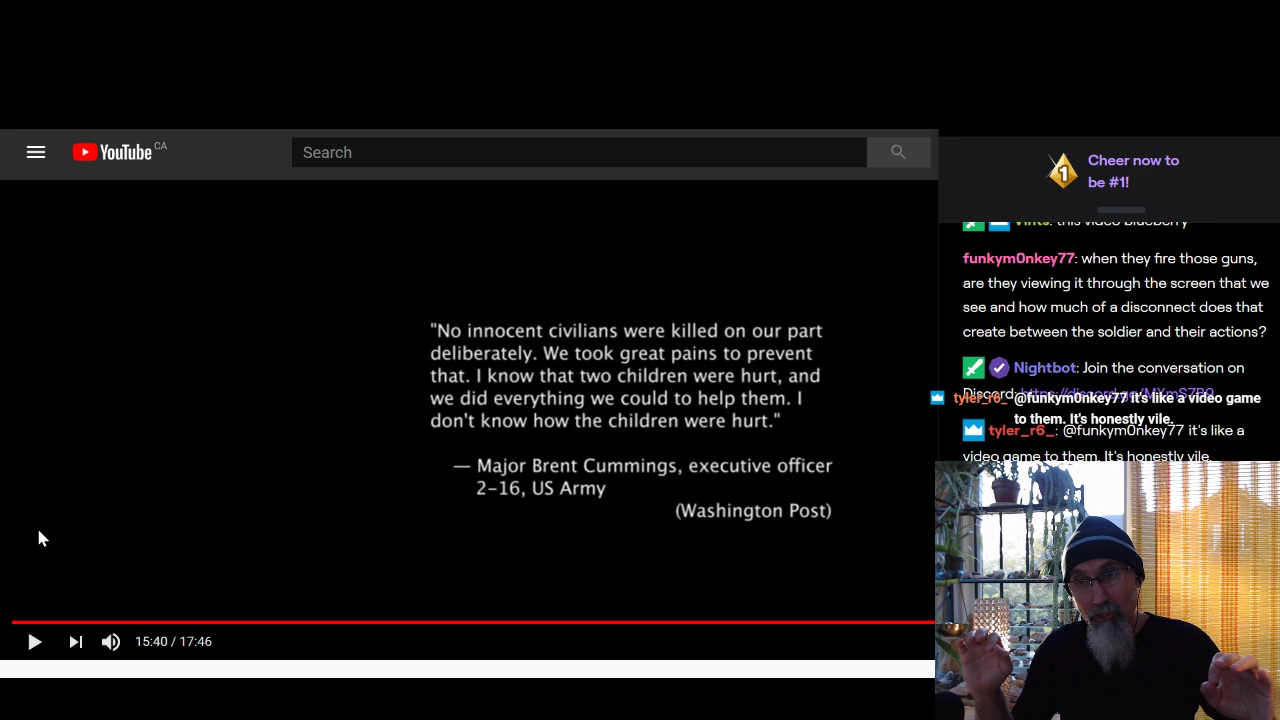 YouTube CA
Search
"No innocent civilians were killed on our part
deliberately. We took great pains to prevent
that. I know that two children were hurt, and
we did everything we could to help them. I
don't know how the children were hurt."
— Major Brent Cummings, executive officer
2-16, US Army
(Washington Post)
15:40 / 17:46
Cheer now to
be #1!
1
this video blueberry
funkym0nkey77: when they fire those guns,
are they viewing it through the screen that we
see and how much of a disconnect does that
create between the soldier and their actions?
Nightbot: Join the conversation on
Discord
tyler_r6_ @funkym0nkey77 it's like a video game
to them. It's honestly vile.
tyler_r6_: @funkym0nkey77 it's like a
video game to them. It's honestly vile.